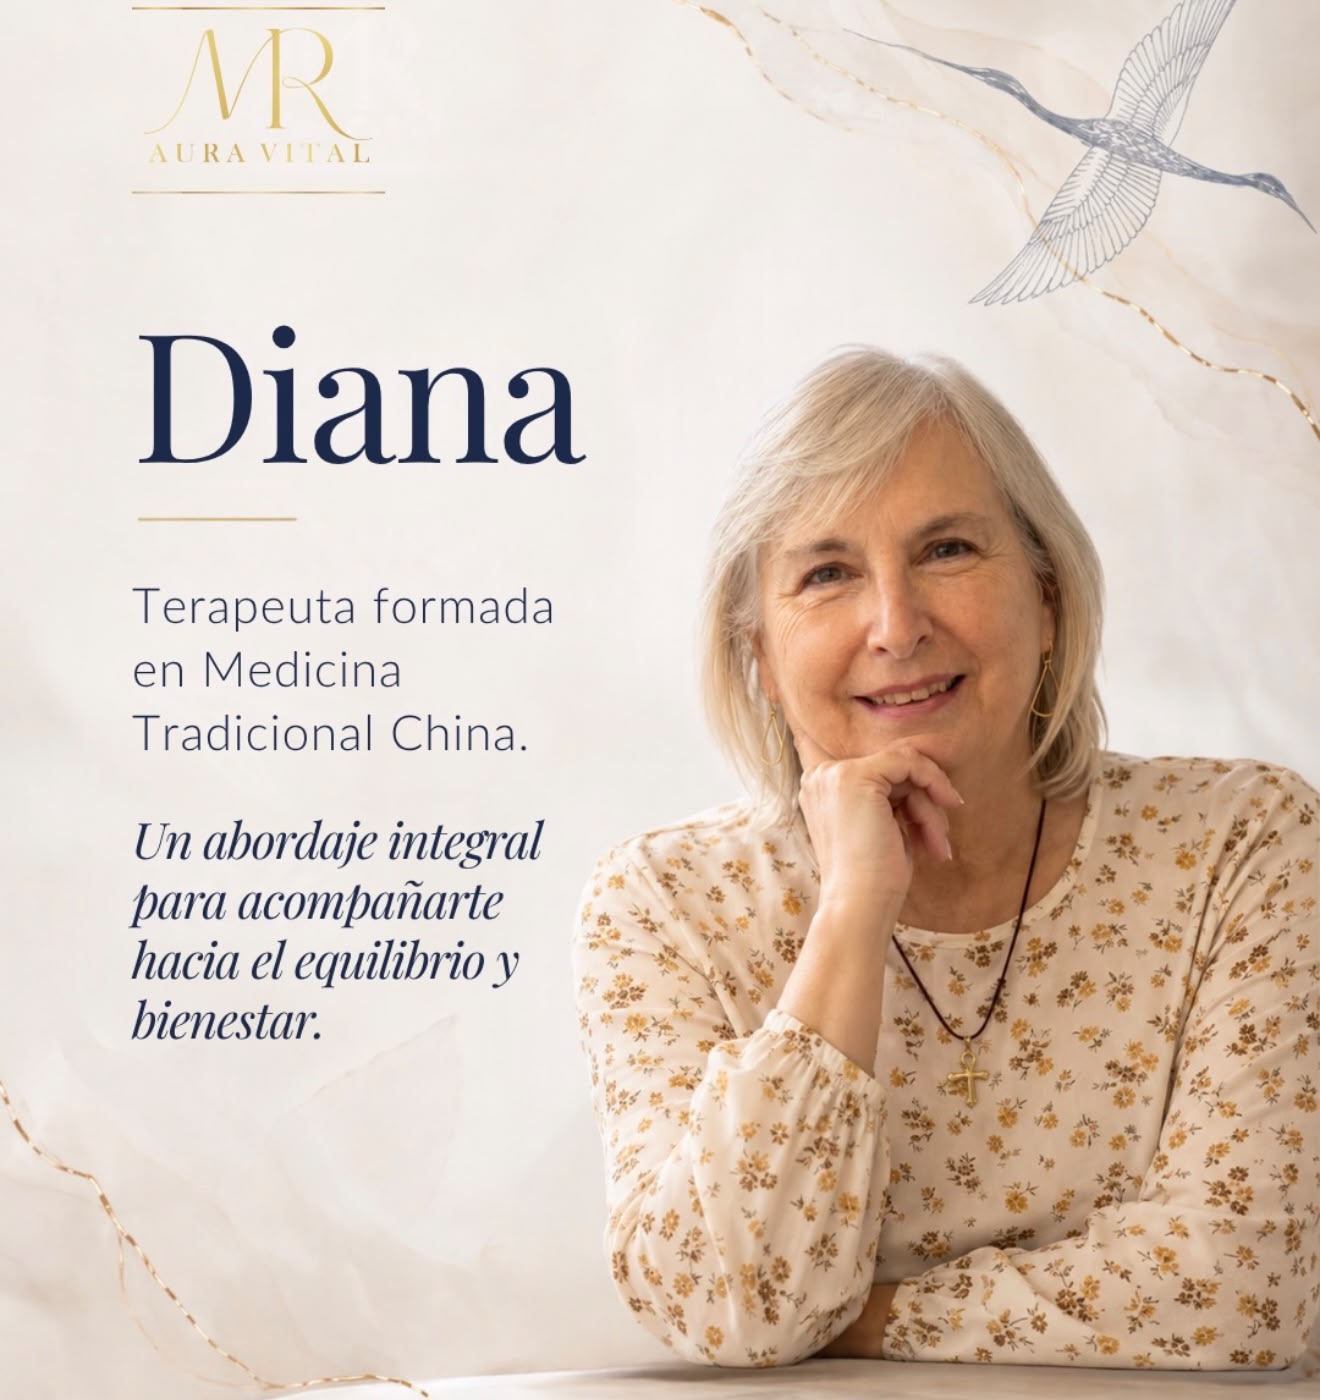 MR
AURA VITAL
Diana
Terapeuta formada
en Medicina
Tradicional China.
Un abordaje integral
para acompañarte
hacia el equilibrio y
bienestar.